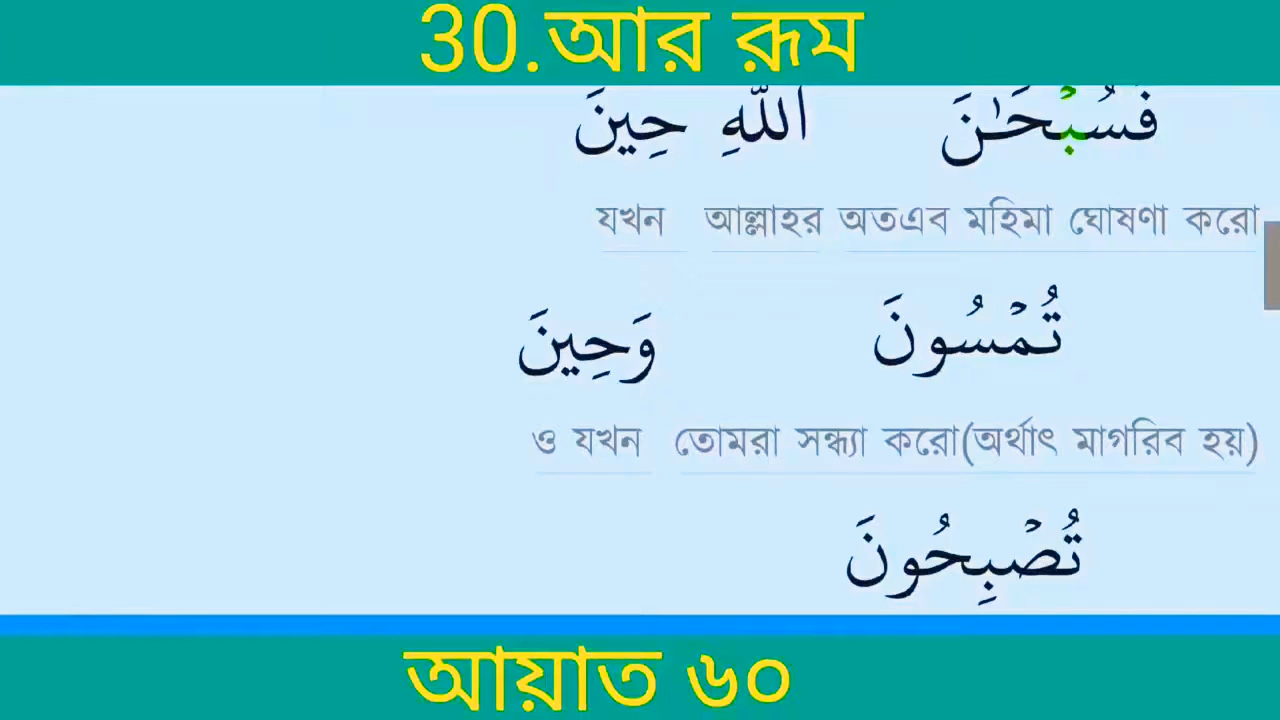 30.আর রূম
فَسُبْحَـٰنَ اللَّهِ حِينَ
যখন আল্লাহর অতএব মহিমা ঘোষণা করো
تُمْسُونَ وَحِينَ
ও যখন তোমরা সন্ধ্যা করো(অর্থাৎ মাগরিব হয়)
تُصْبِحُونَ
আয়াত ৬০